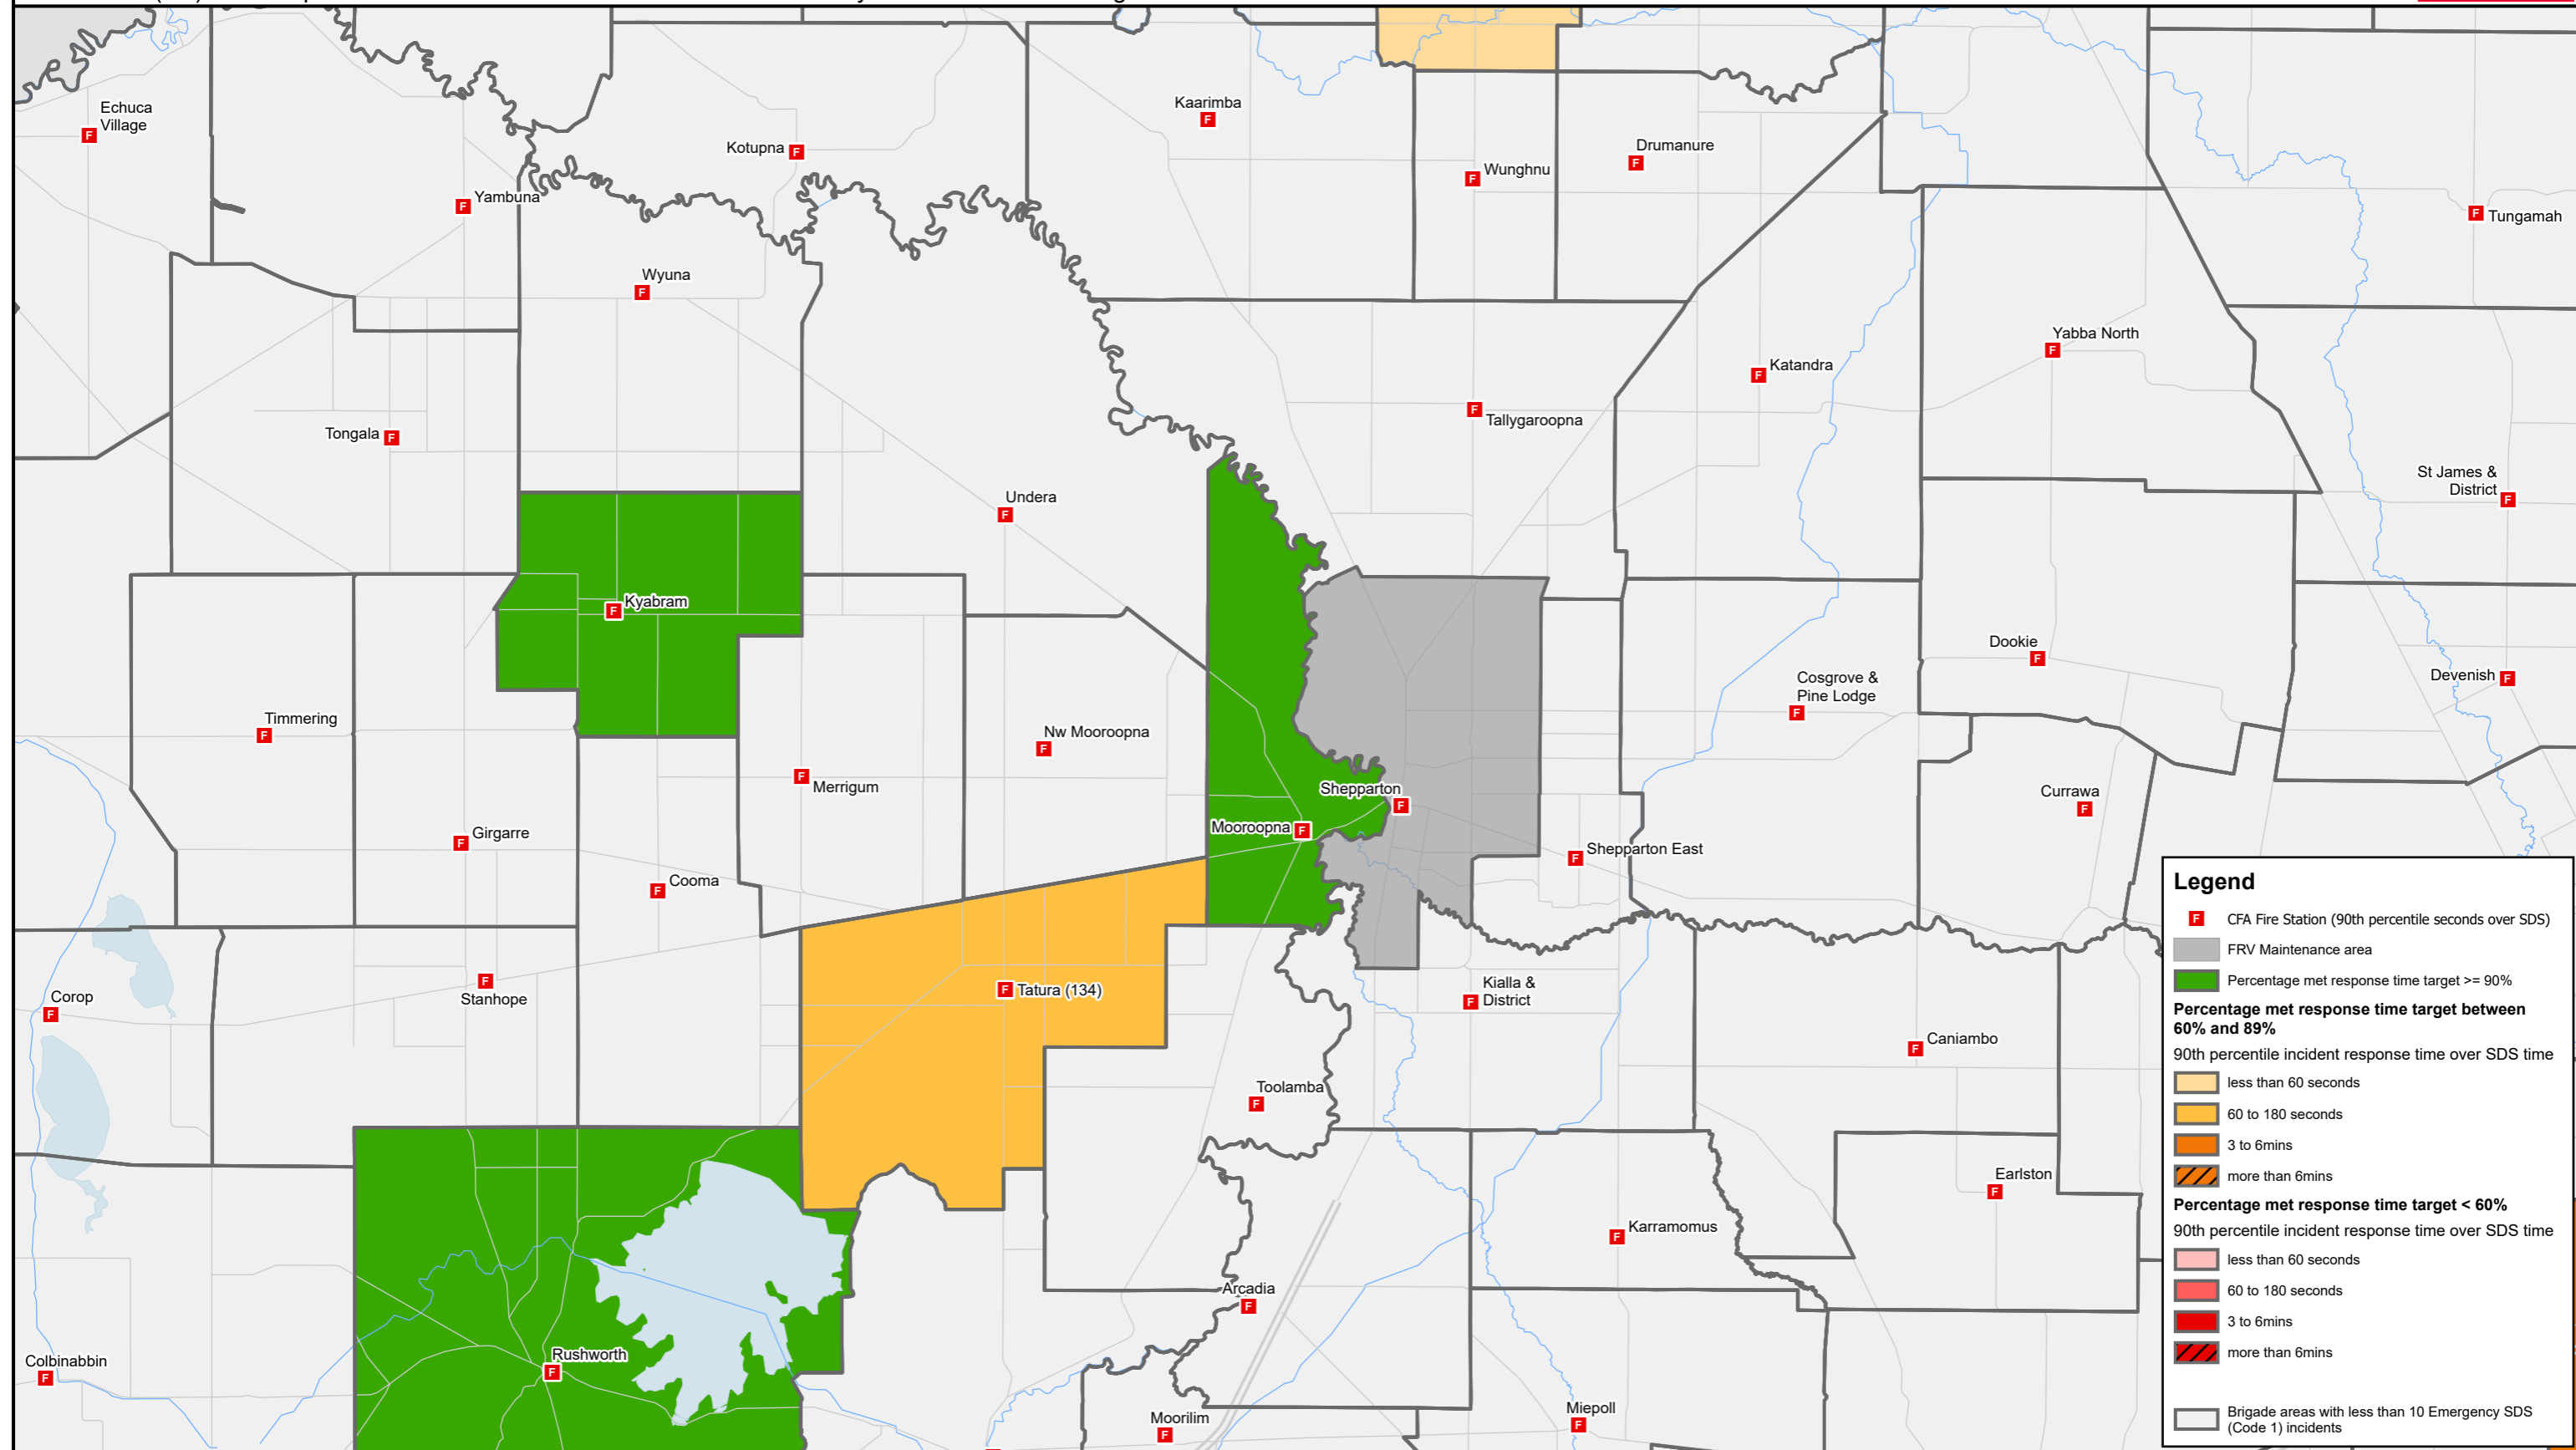 Echuca
Village
Kaarimba
Kotupna
Drumanure
Wunghnu
Yambuna
Tungamah
Wyuna
Yabba North
Katandra
Tallygaroopna
Tongala
St James &
District
Undera
Kyabram
Dookie
Devenish
Cosgrove &
Pine Lodge
Timmering
Nw Mooroopna
Merrigum
Shepparton
Currawa
Mooroopna
Girgarre
Shepparton East
Cooma
Stanhope
Tatura (134)
Kialla &
District
Corop
Caniambo
Toolamba
Earlston
Karramomus
Arcadia
Rushworth
Colbinabbin
Miepoll
Moorilim
Legend
F CFA Fire Station (90th percentile seconds over SDS)
FRV Maintenance area
Percentage met response time target >= 90%
Percentage met response time target between
60% and 89%
90th percentile incident response time over SDS time
less than 60 seconds
60 to 180 seconds
3 to 6mins
more than 6mins
Percentage met response time target < 60%
90th percentile incident response time over SDS time
less than 60 seconds
60 to 180 seconds
3 to 6mins
more than 6mins
Brigade areas with less than 10 Emergency SDS
(Code 1) incidents